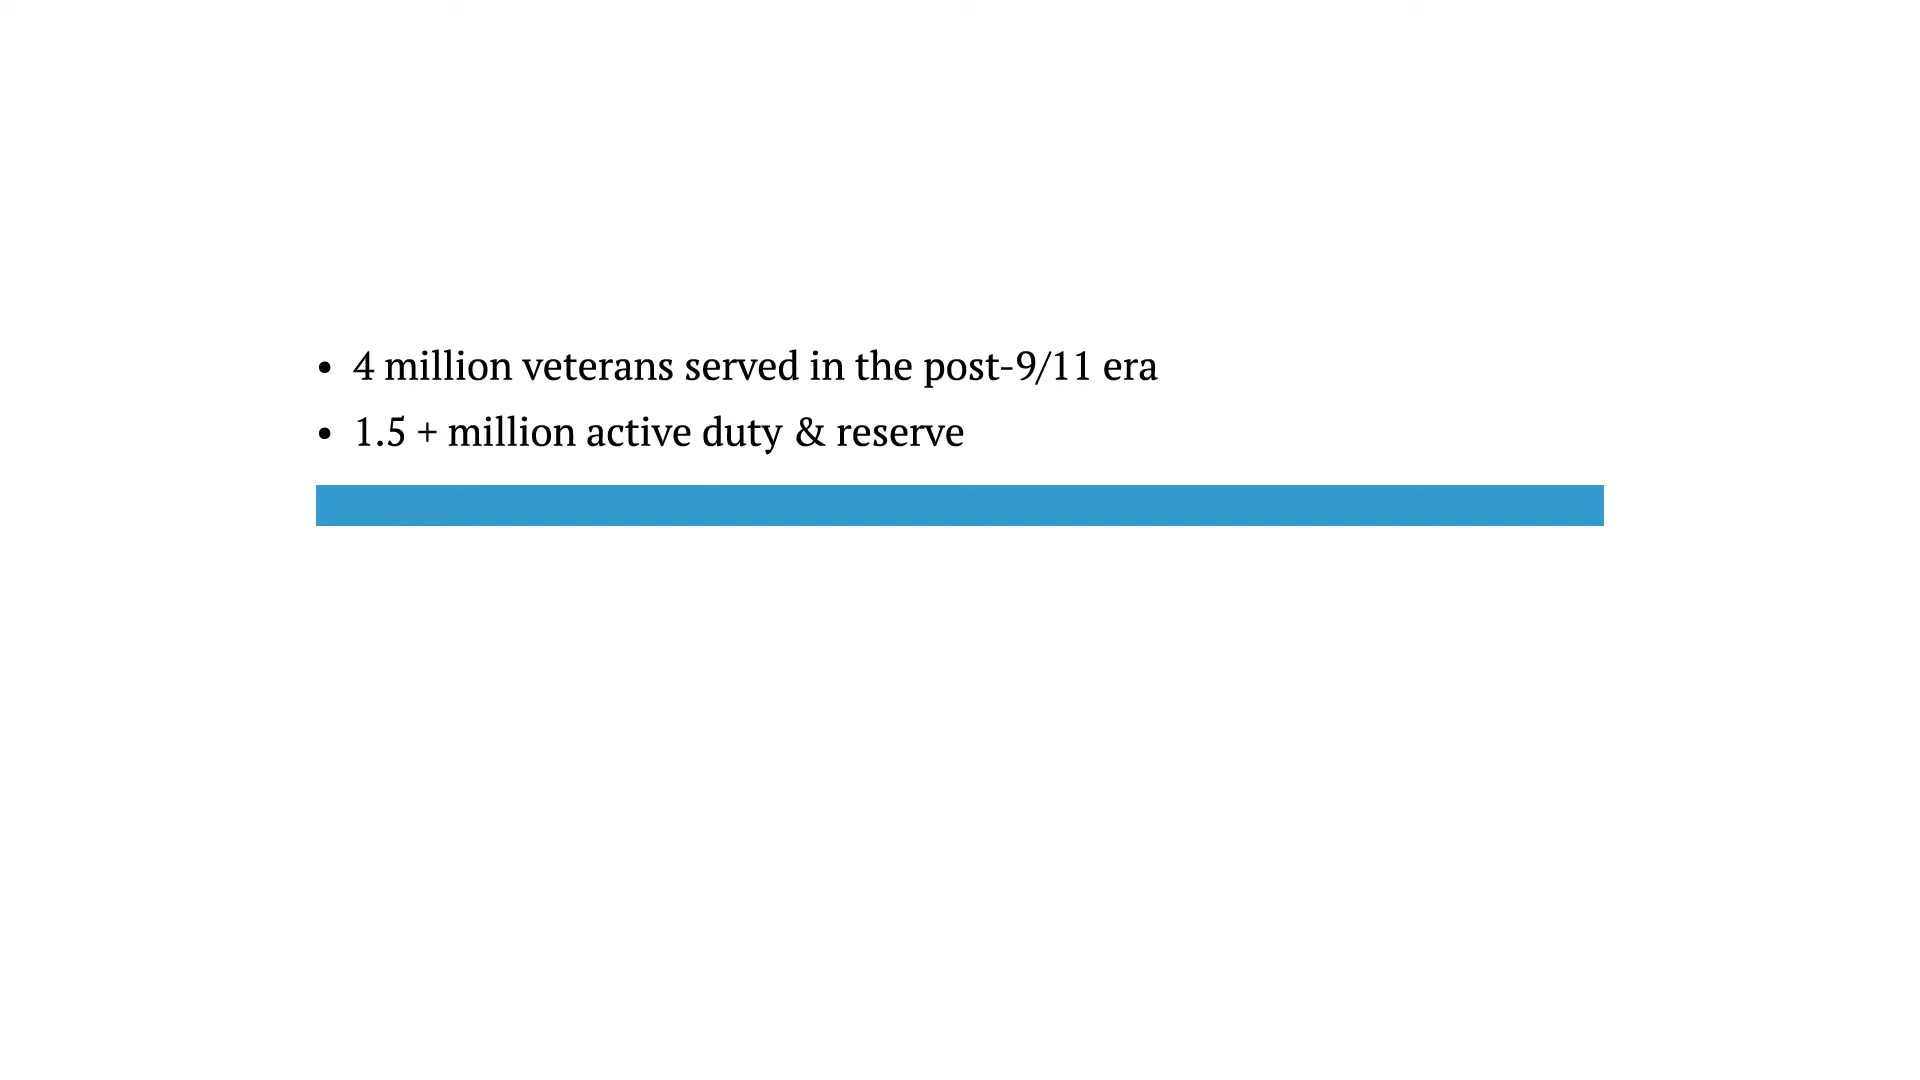 • 4 million veterans served in the post-9/11 era
• 1.5 + million active duty & reserve